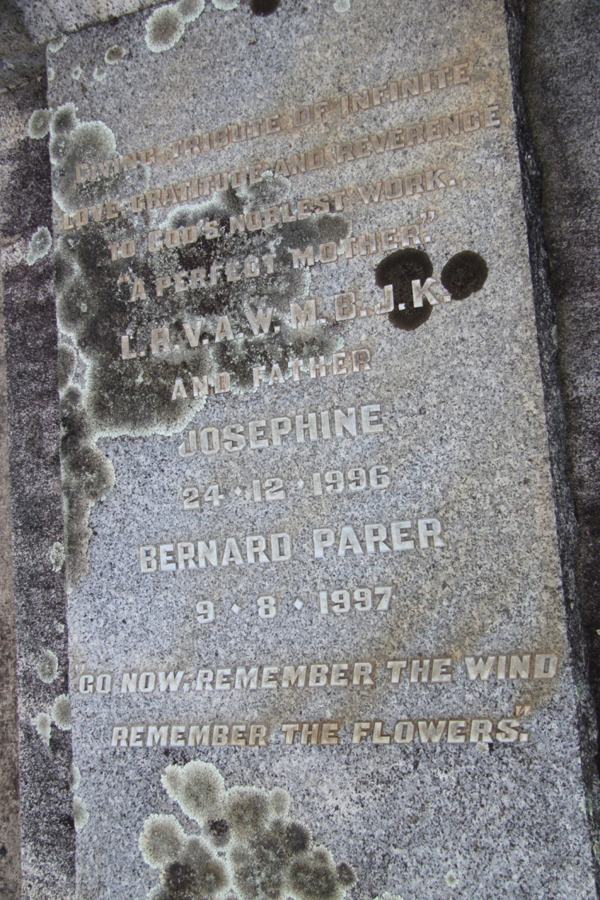 LIVING TRIBUTE OF INFINITE
LOVE, GRATITUDE AND REVERENCE
TO GOD'S NOBLEST WORK.
"A PERFECT MOTHER."
L.R.V.A.W.M.B.J.K.
AND FATHER
JOSEPHINE
24·12·1996
BERNARD PARER
9·8·1997
"GO NOW, REMEMBER THE WIND
REMEMBER THE FLOWERS."